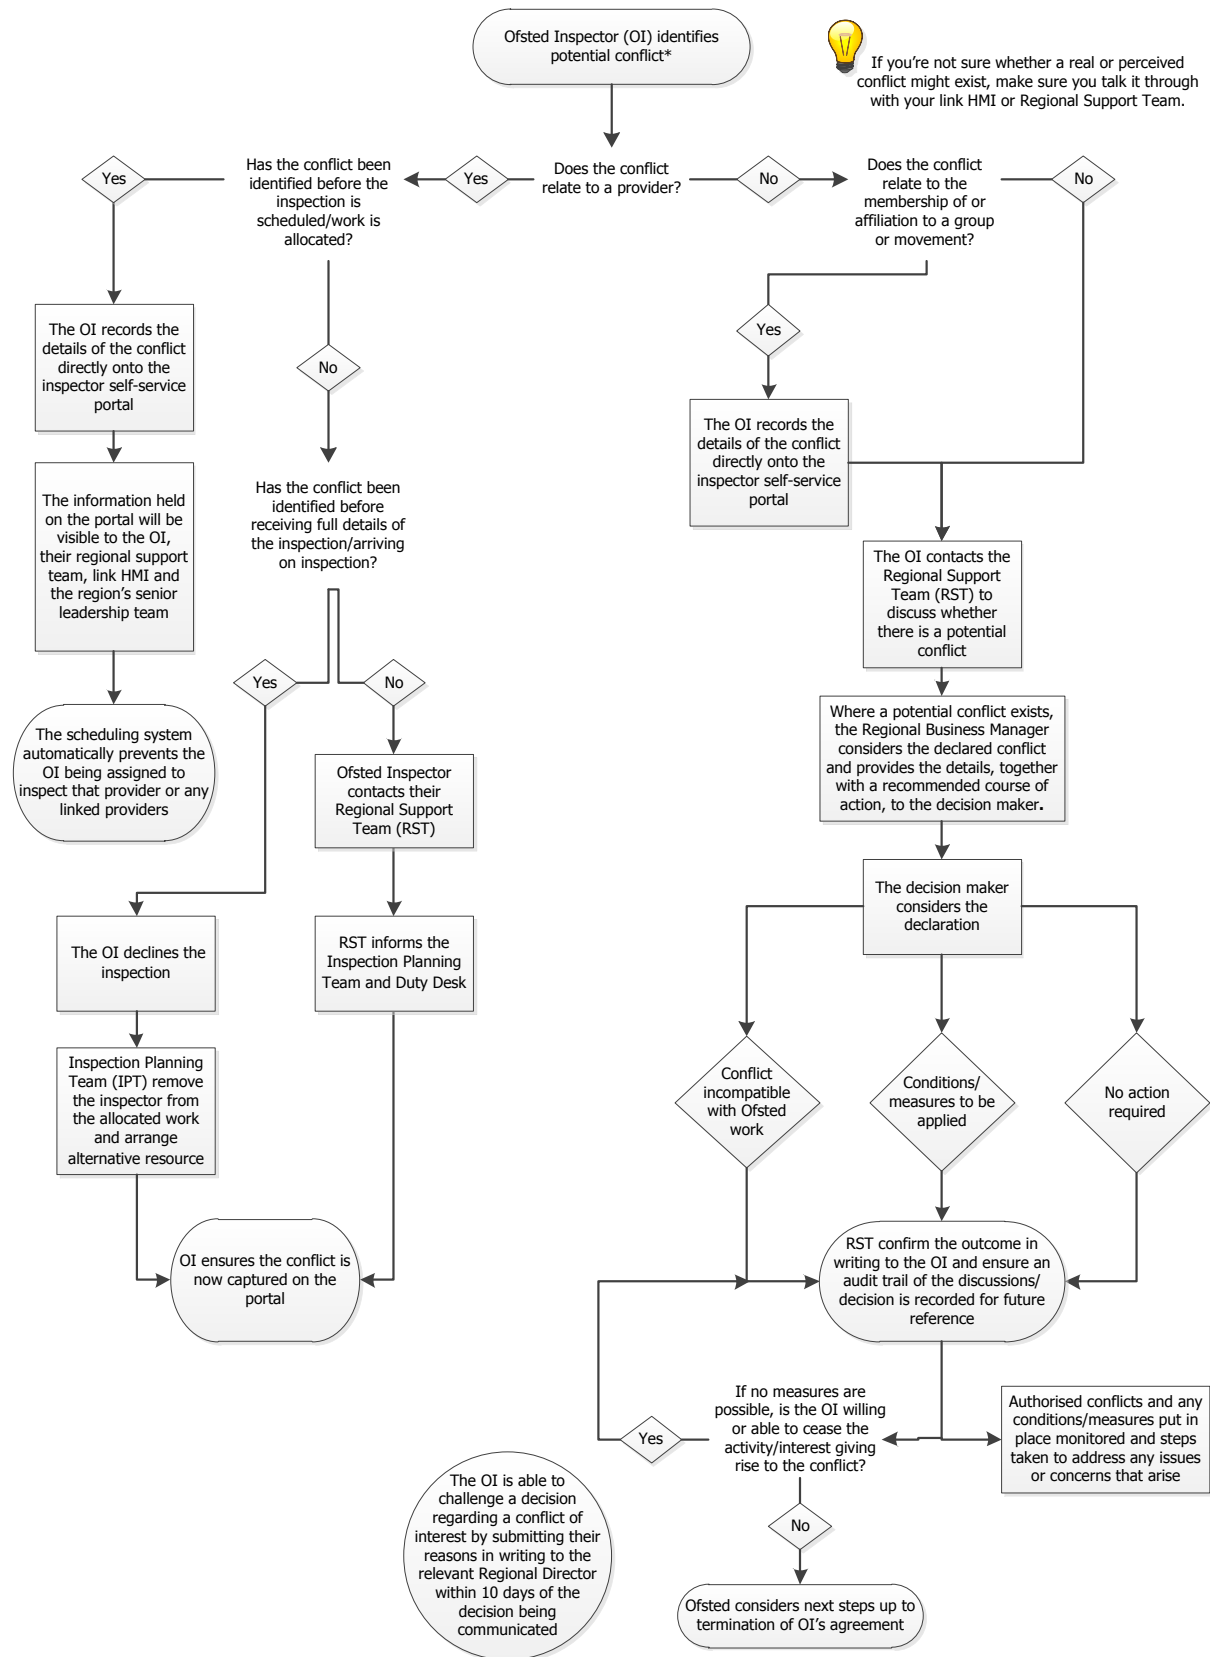 Ofsted Inspector (OI) identifies
potential conflict*
If you're not sure whether a real or perceived
conflict might exist, make sure you talk it through
with your link HMI or Regional Support Team.
Yes
Has the conflict been
identified before the
inspection is
scheduled/work is
allocated?
Yes
Does the conflict
relate to a provider?
No
Does the conflict
relate to the
membership of or
affiliation to a group
or movement?
No
The OI records the
details of the conflict
directly onto the
inspector self-service
portal
No
Yes
The OI records the
details of the conflict
directly onto the
inspector self-service
portal
The information held
on the portal will be
visible to the OI,
their regional support
team, link HMI and
the region's senior
leadership team
Has the conflict been
identified before
receiving full details of
the inspection/arriving
on inspection?
The OI contacts the
Regional Support
Team (RST) to
discuss whether
there is a potential
conflict
Yes
No
The scheduling system
automatically prevents the
OI being assigned to
inspect that provider or any
linked providers
Ofsted Inspector
contacts their
Regional Support
Team (RST)
Where a potential conflict exists,
the Regional Business Manager
considers the declared conflict
and provides the details, together
with a recommended course of
action, to the decision maker.
The decision maker
considers the
declaration
The OI declines the
inspection
RST informs the
Inspection Planning
Team and Duty Desk
Inspection Planning
Team (IPT) remove
the inspector from
the allocated work
and arrange
alternative resource
Conflict
incompatible
with Ofsted
work
Conditions/
measures to be
applied
No action
required
OI ensures the conflict is
now captured on the
portal
RST confirm the outcome in
writing to the OI and ensure an
audit trail of the discussions/
decision is recorded for future
reference
Yes
If no measures are
possible, is the OI willing
or able to cease the
activity/interest giving
rise to the conflict?
Authorised conflicts and any
conditions/measures put in
place monitored and steps
taken to address any issues
or concerns that arise
The OI is able to
challenge a decision
regarding a conflict of
interest by submitting their
reasons in writing to the
relevant Regional Director
within 10 days of the
decision being
communicated
No
Ofsted considers next steps up to
termination of OI's agreement